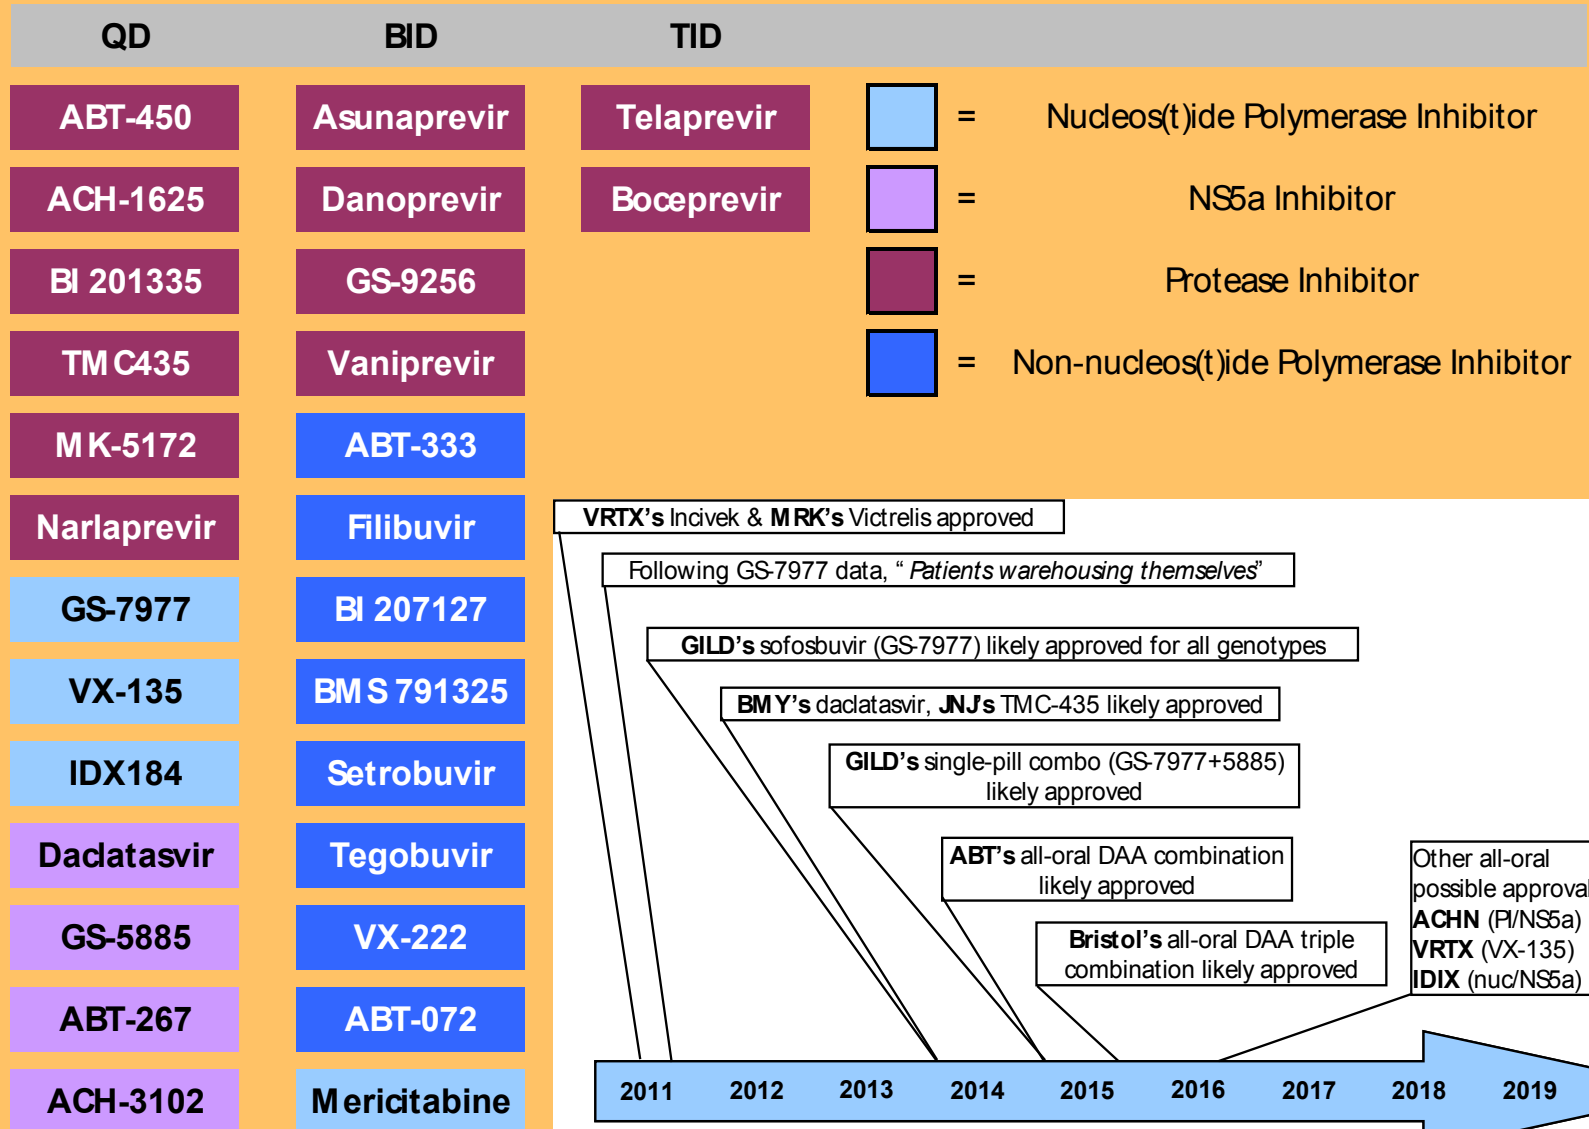 QD BID TID
ABT-450 Asunaprevir Telaprevir = Nucleos(t)ide Polymerase Inhibitor
ACH-1625 Danoprevir Boceprevir = NS5a Inhibitor
BI 201335 GS-9256 = Protease Inhibitor
TMC435 Vaniprevir = Non-nucleos(t)ide Polymerase Inhibitor
MK-5172 ABT-333
Narlaprevir Filibuvir
GS-7977 BI 207127
VX-135 BMS 791325
IDX184 Setrobuvir
Daclatasvir Tegobuvir
GS-5885 VX-222
ABT-267 ABT-072
ACH-3102 Mericitabine
VRTX's Incivek & MRK's Victrelis approved
Following GS-7977 data, "Patients warehousing themselves"
GILD's sofosbuvir (GS-7977) likely approved for all genotypes
BMY's daclatasvir, JNJ's TMC-435 likely approved
GILD's single-pill combo (GS-7977+5885)
likely approved
ABT's all-oral DAA combination
likely approved
Bristol's all-oral DAA triple
combination likely approved
Other all-oral
possible approval
ACHN (PI/NS5a)
VRTX (VX-135)
IDIX (nuc/NS5a)
2011 2012 2013 2014 2015 2016 2017 2018 2019